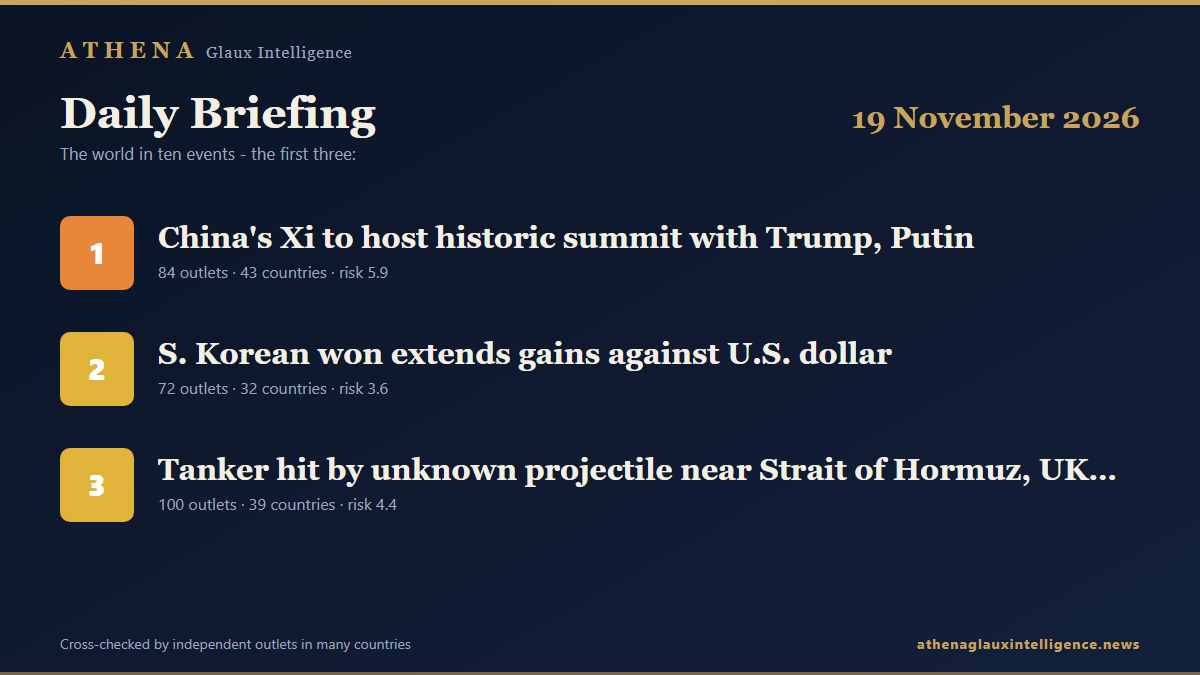 ATHENA Glaux Intelligence
Daily Briefing
19 November 2026
The world in ten events - the first three:
1
China's Xi to host historic summit with Trump, Putin
84 outlets · 43 countries · risk 5.9
2
S. Korean won extends gains against U.S. dollar
72 outlets · 32 countries · risk 3.6
3
Tanker hit by unknown projectile near Strait of Hormuz, UK...
100 outlets · 39 countries · risk 4.4
Cross-checked by independent outlets in many countries
athenaglauxintelligence.news